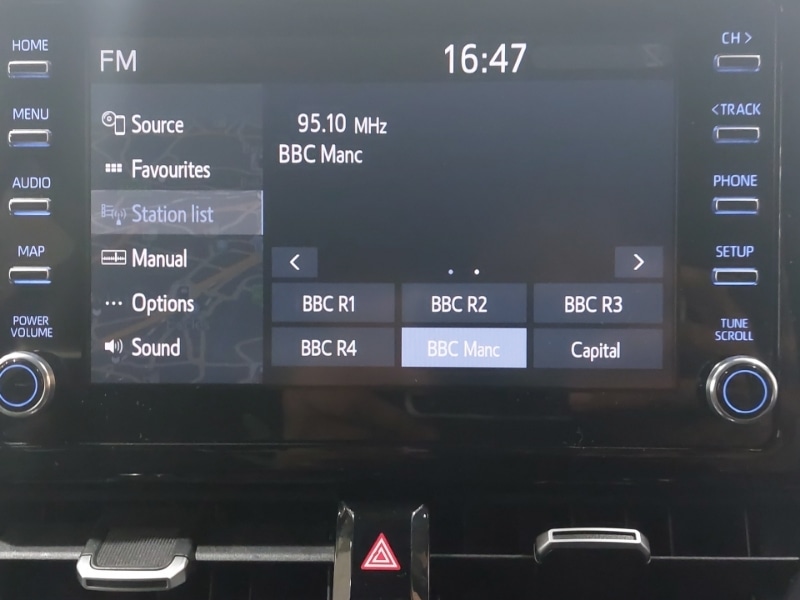 HOME
MENU
AUDIO
MAP
POWER
VOLUME
FM
16:47
Source
Favourites
Station list
Manual
Options
Sound
95.10 MHz
BBC Manc
BBC R1
BBC R2
BBC R3
BBC R4
BBC Manc
Capital
CH >
< TRACK
PHONE
SETUP
TUNE
SCROLL